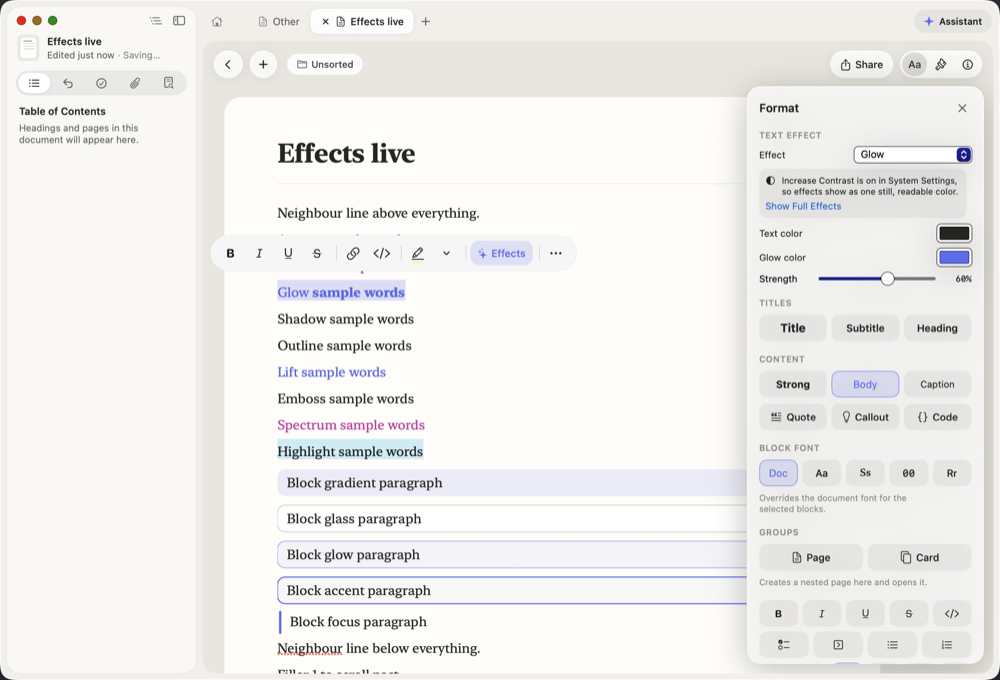 Effects live
Edited just now · Saving...
Table of Contents
Headings and pages in this
document will appear here.
Other
Effects live
Assistant
Unsorted
Share
Aa
Effects live
Neighbour line above everything.
B I U S </> Effects
Glow sample words
Shadow sample words
Outline sample words
Lift sample words
Emboss sample words
Spectrum sample words
Highlight sample words
Block gradient paragraph
Block glass paragraph
Block glow paragraph
Block accent paragraph
Block focus paragraph
Neighbour line below everything.
Format
TEXT EFFECT
Effect Glow
Increase Contrast is on in System Settings,
so effects show as one still, readable color.
Show Full Effects
Text color
Glow color
Strength 60%
TITLES
Title Subtitle Heading
CONTENT
Strong Body Caption
Quote Callout {} Code
BLOCK FONT
Doc Aa Ss 00 Rr
Overrides the document font for the
selected blocks.
GROUPS
Page Card
Creates a nested page here and opens it.
B I U S </>